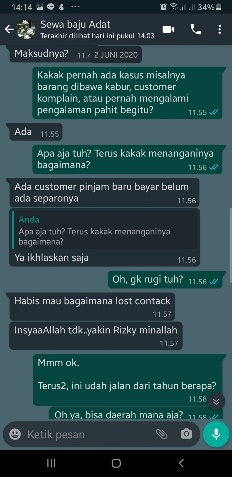 14:14
34%
Sewa baju Adat
Terakhir dilihat hari ini pukul 14.03
Maksudnya?
11.
2 JUNI 2020
Kakak pernah ada kasus misalnya
barang dibawa kabur, customer
komplain, atau pernah mengalami
pengalaman pahit begitu?
11.55
Ada
11.55
Apa aja tuh? Terus kakak menanganinya
bagaimana?
11.56
Ada customer pinjam baru bayar belum
ada separonya
11.56
Anda
Apa aja tuh? Terus kakak menanganinya
bagaimana?
Ya ikhlaskan saja
11.56
Oh, gk rugi tuh?
11.56
Habis mau bagaimana lost contack
11.57
InsyaaAllah tdk..yakin Rizky minallah
11.57
Mmm ok.
Terus2, ini udah jalan dari tahun berapa?
11.58
Oh ya, bisa daerah mana aja?
11.58
Ketik pesan